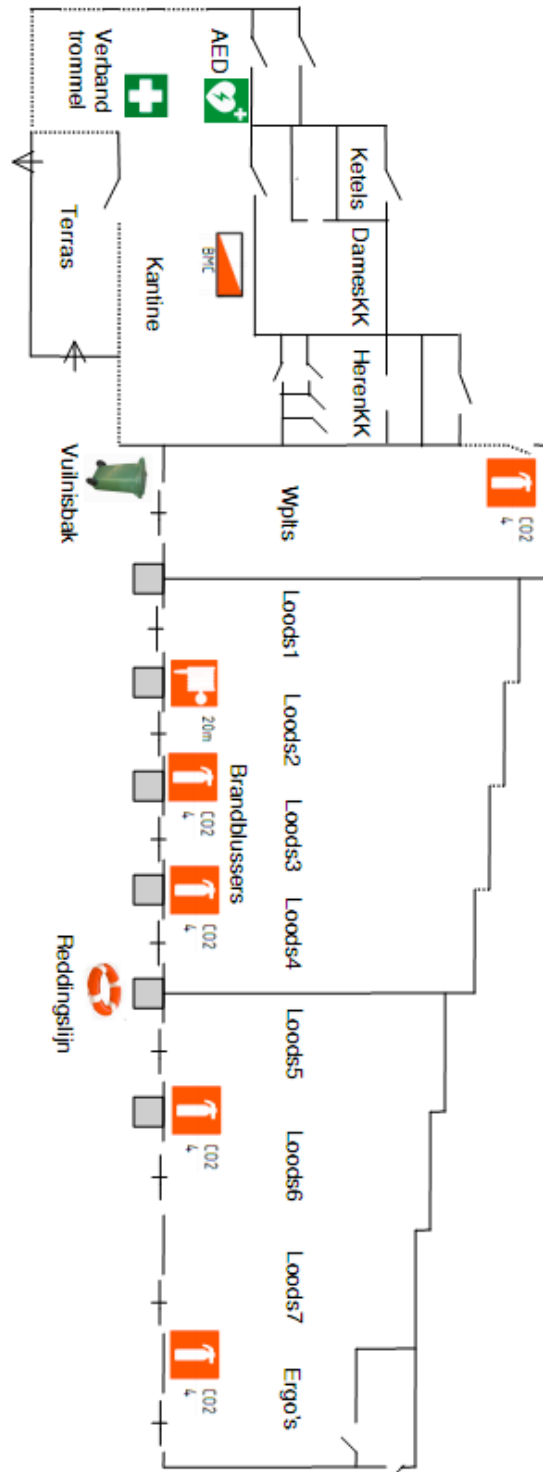 Verband
trommel
AED
Ketels
Terras
DamesKK
BMC
Kantine
HerenKK
Vuilnisbak
Wplts
CO2
4
Loods1
20m
Loods2
Brandblussers
CO2
4
Loods3
CO2
4
Loods4
Reddingslijn
Loods5
CO2
4
Loods6
Loods7
CO2
4
Ergo's